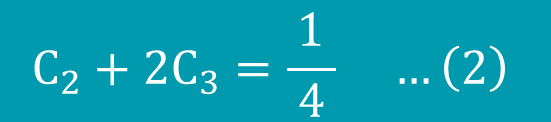 C₂ + 2C₃ = 1/4 ... (2)